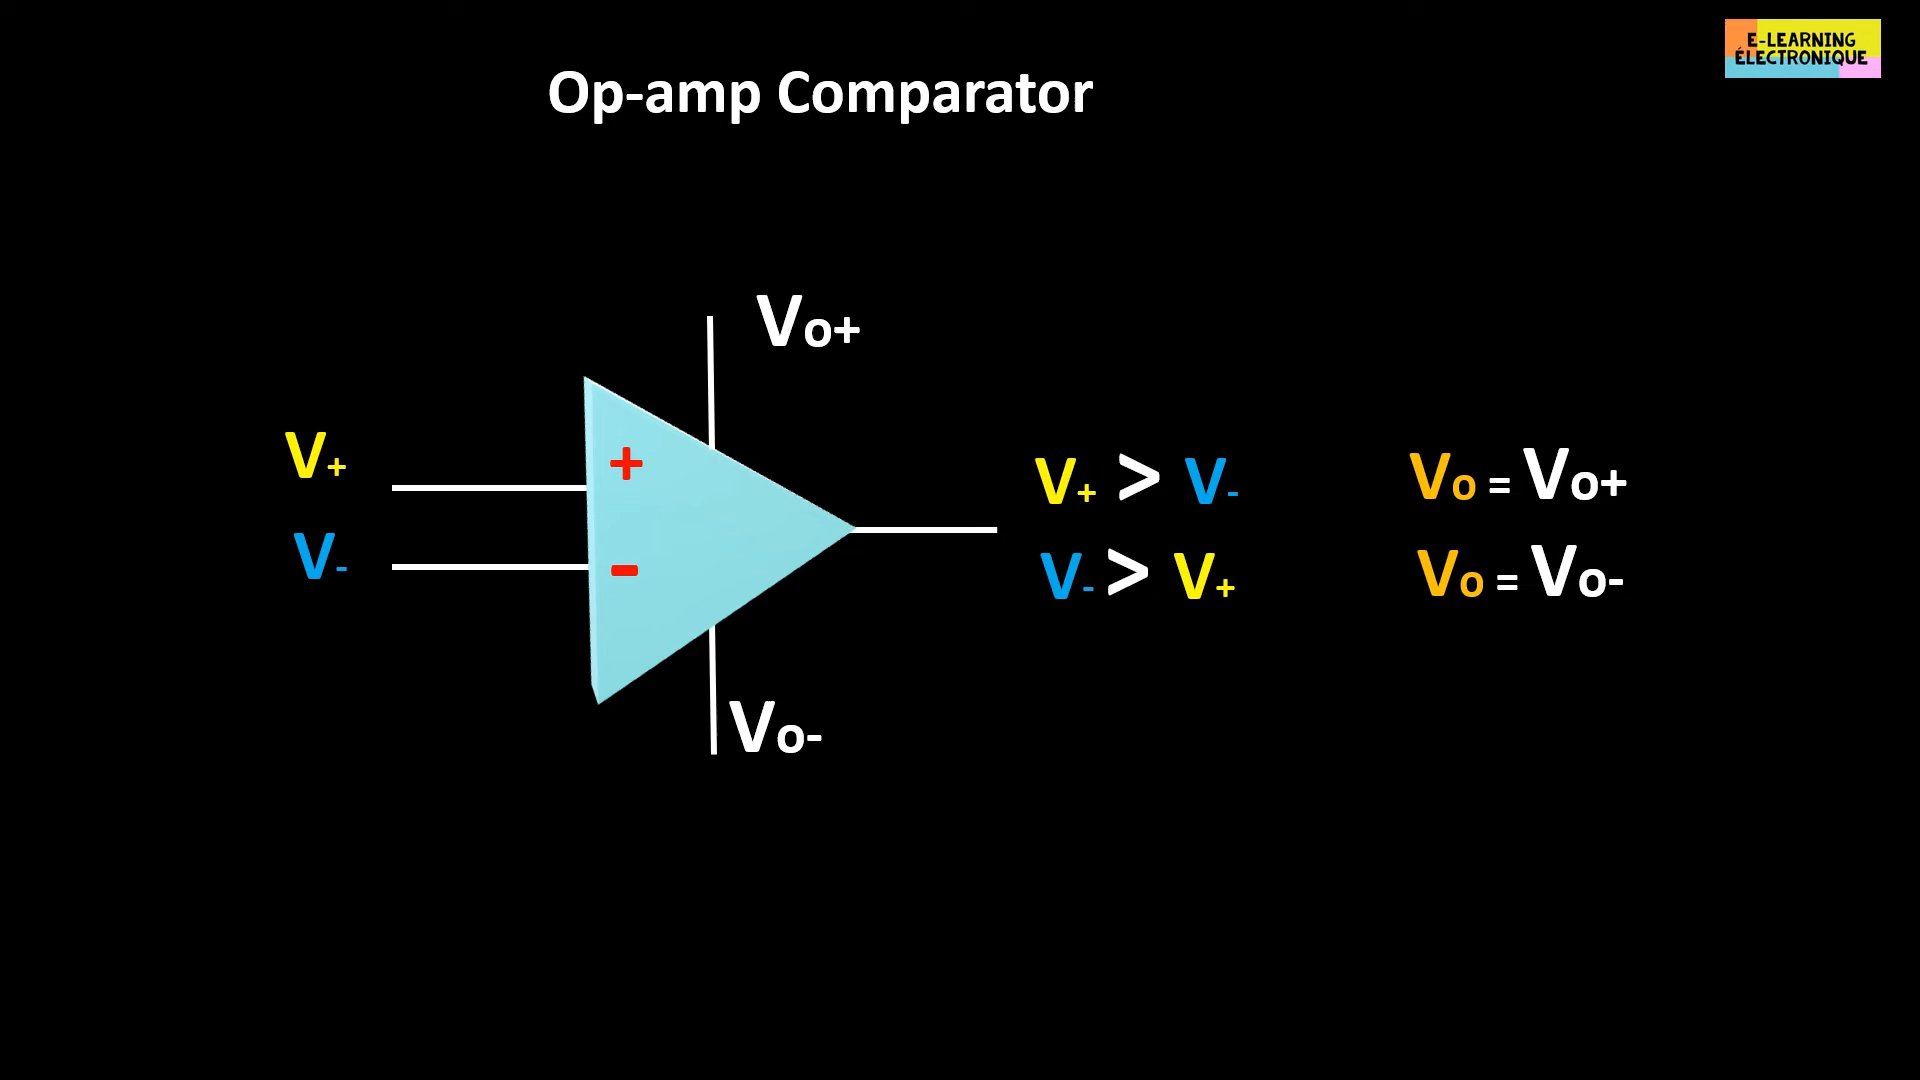 E-LEARNING
ÉLECTRONIQUE
Op-amp Comparator
Vo+
V+
+
V-
-
V+ > V- Vo = Vo+
V- > V+ Vo = Vo-
Vo-